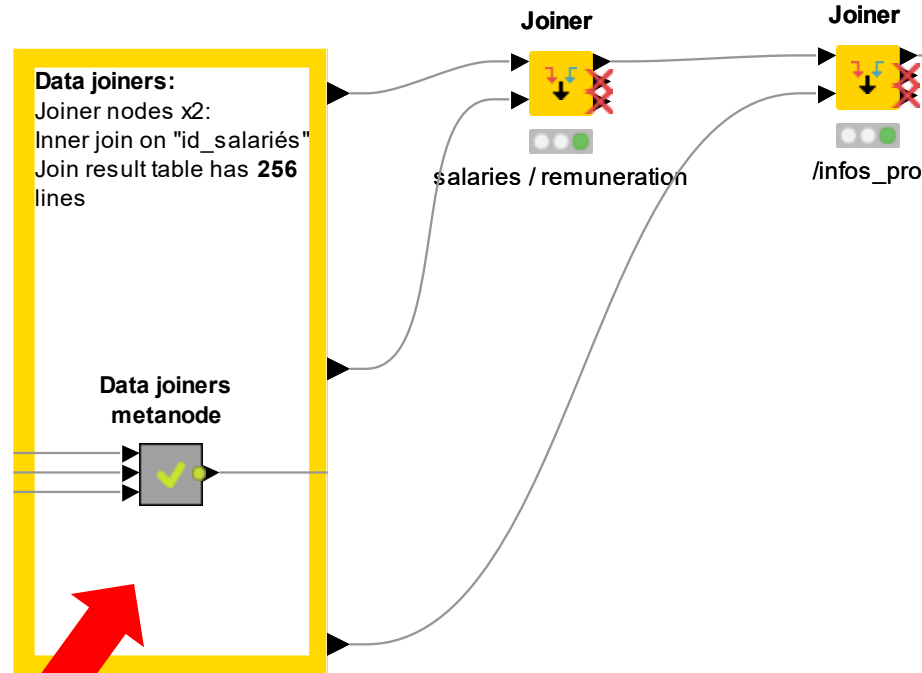 Joiner
Joiner
Data joiners:
Joiner nodes x2:
Inner join on "id_salariés"
Join result table has 256
lines
salaries / remuneration
/infos_pro
Data joiners
metanode